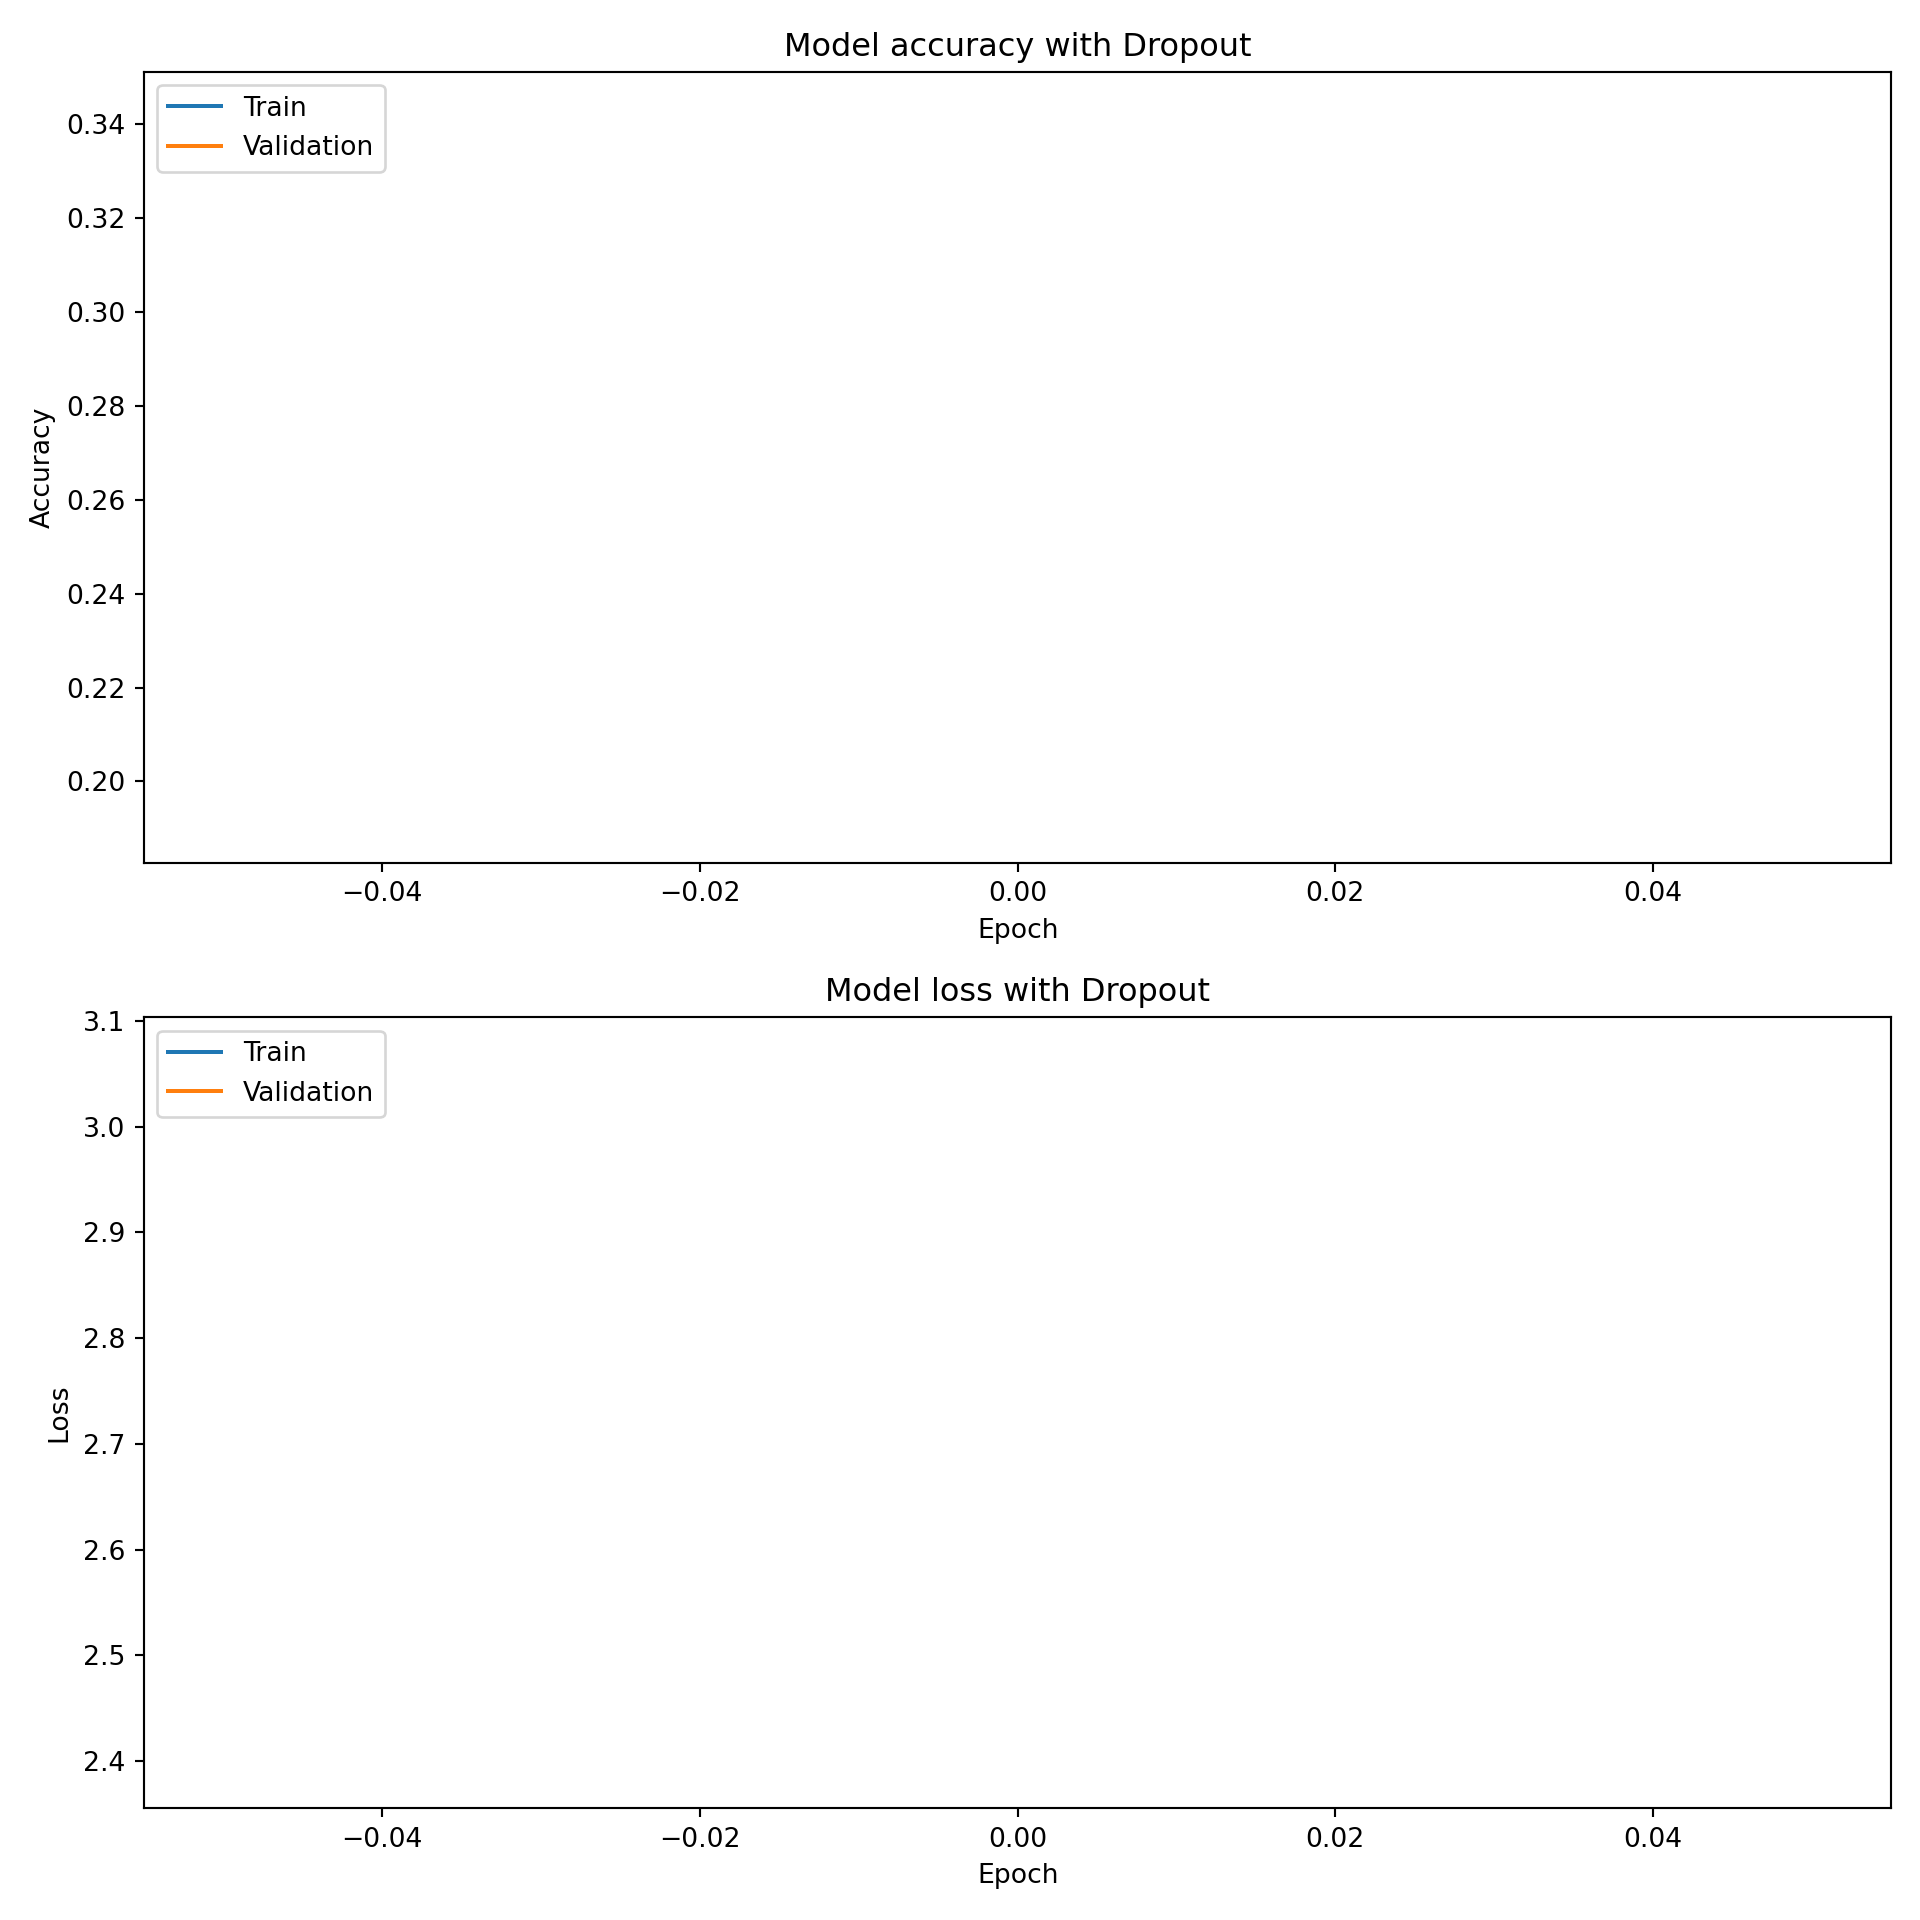 Model accuracy with Dropout
Train
Validation
0.34
0.32
0.30
0.28
0.26
0.24
0.22
0.20
Accuracy
−0.04 −0.02 0.00 0.02 0.04
Epoch
Model loss with Dropout
Train
Validation
3.1
3.0
2.9
2.8
2.7
2.6
2.5
2.4
Loss
−0.04 −0.02 0.00 0.02 0.04
Epoch